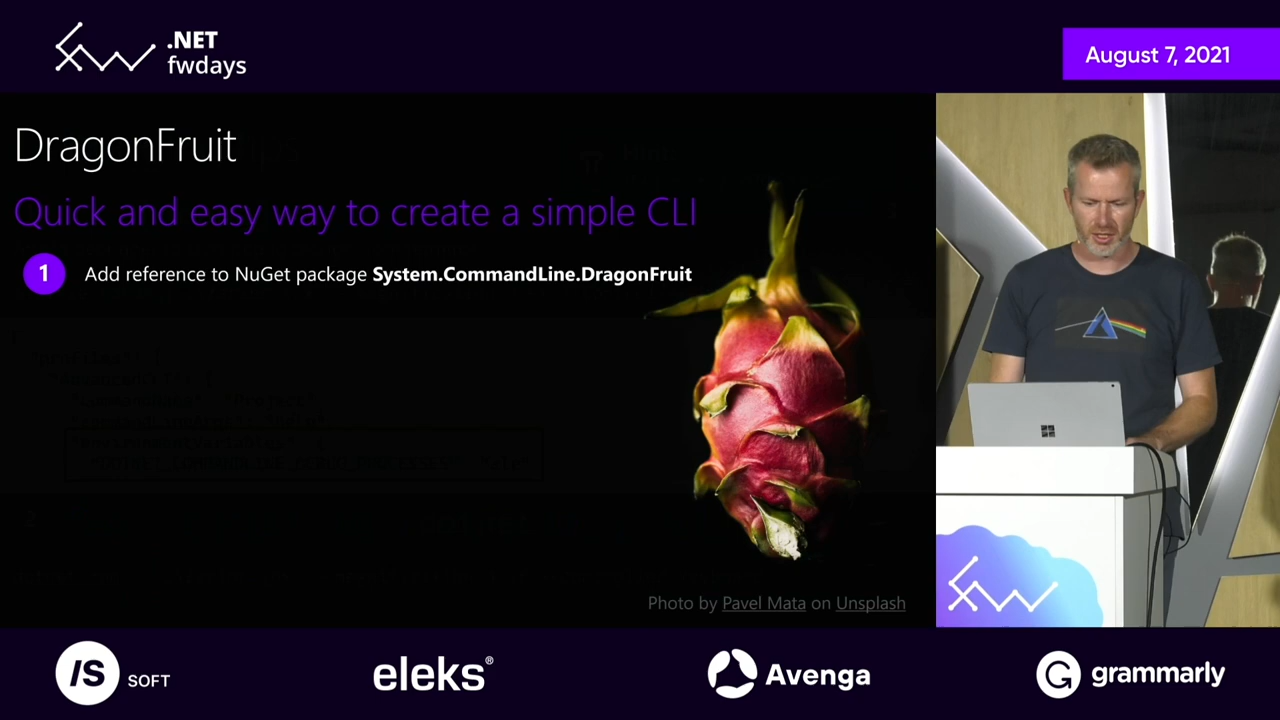 .NET
fwdays
August 7, 2021
DragonFruit
Quick and easy way to create a simple CLI
1 Add reference to NuGet package System.CommandLine.DragonFruit
Photo by Pavel Mata on Unsplash
IS SOFT
eleks®
Avenga
grammarly